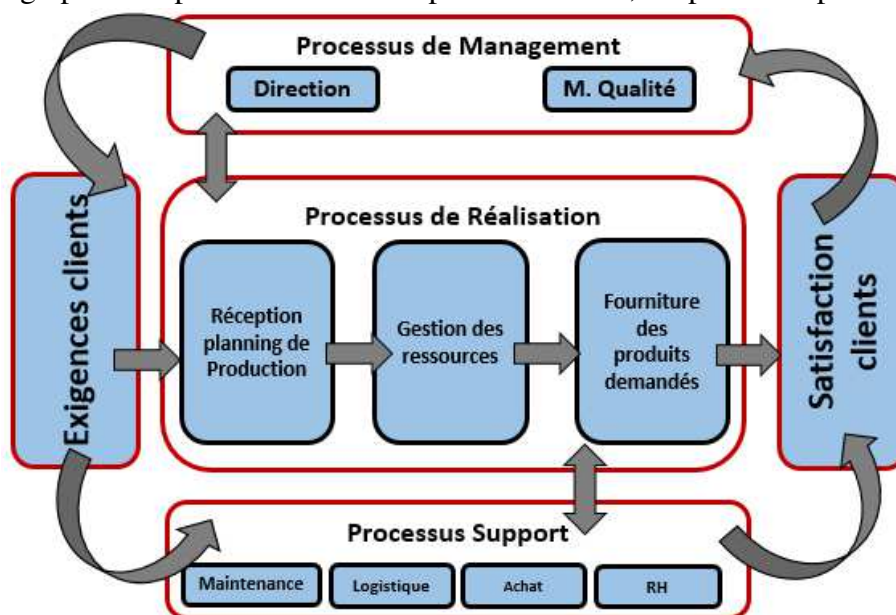 Processus de Management
Direction
M. Qualité
Exigences clients
Processus de Réalisation
Réception
planning de
Production
Gestion des
ressources
Fourniture
des
produits
demandés
Satisfaction
clients
Processus Support
Maintenance
Logistique
Achat
RH